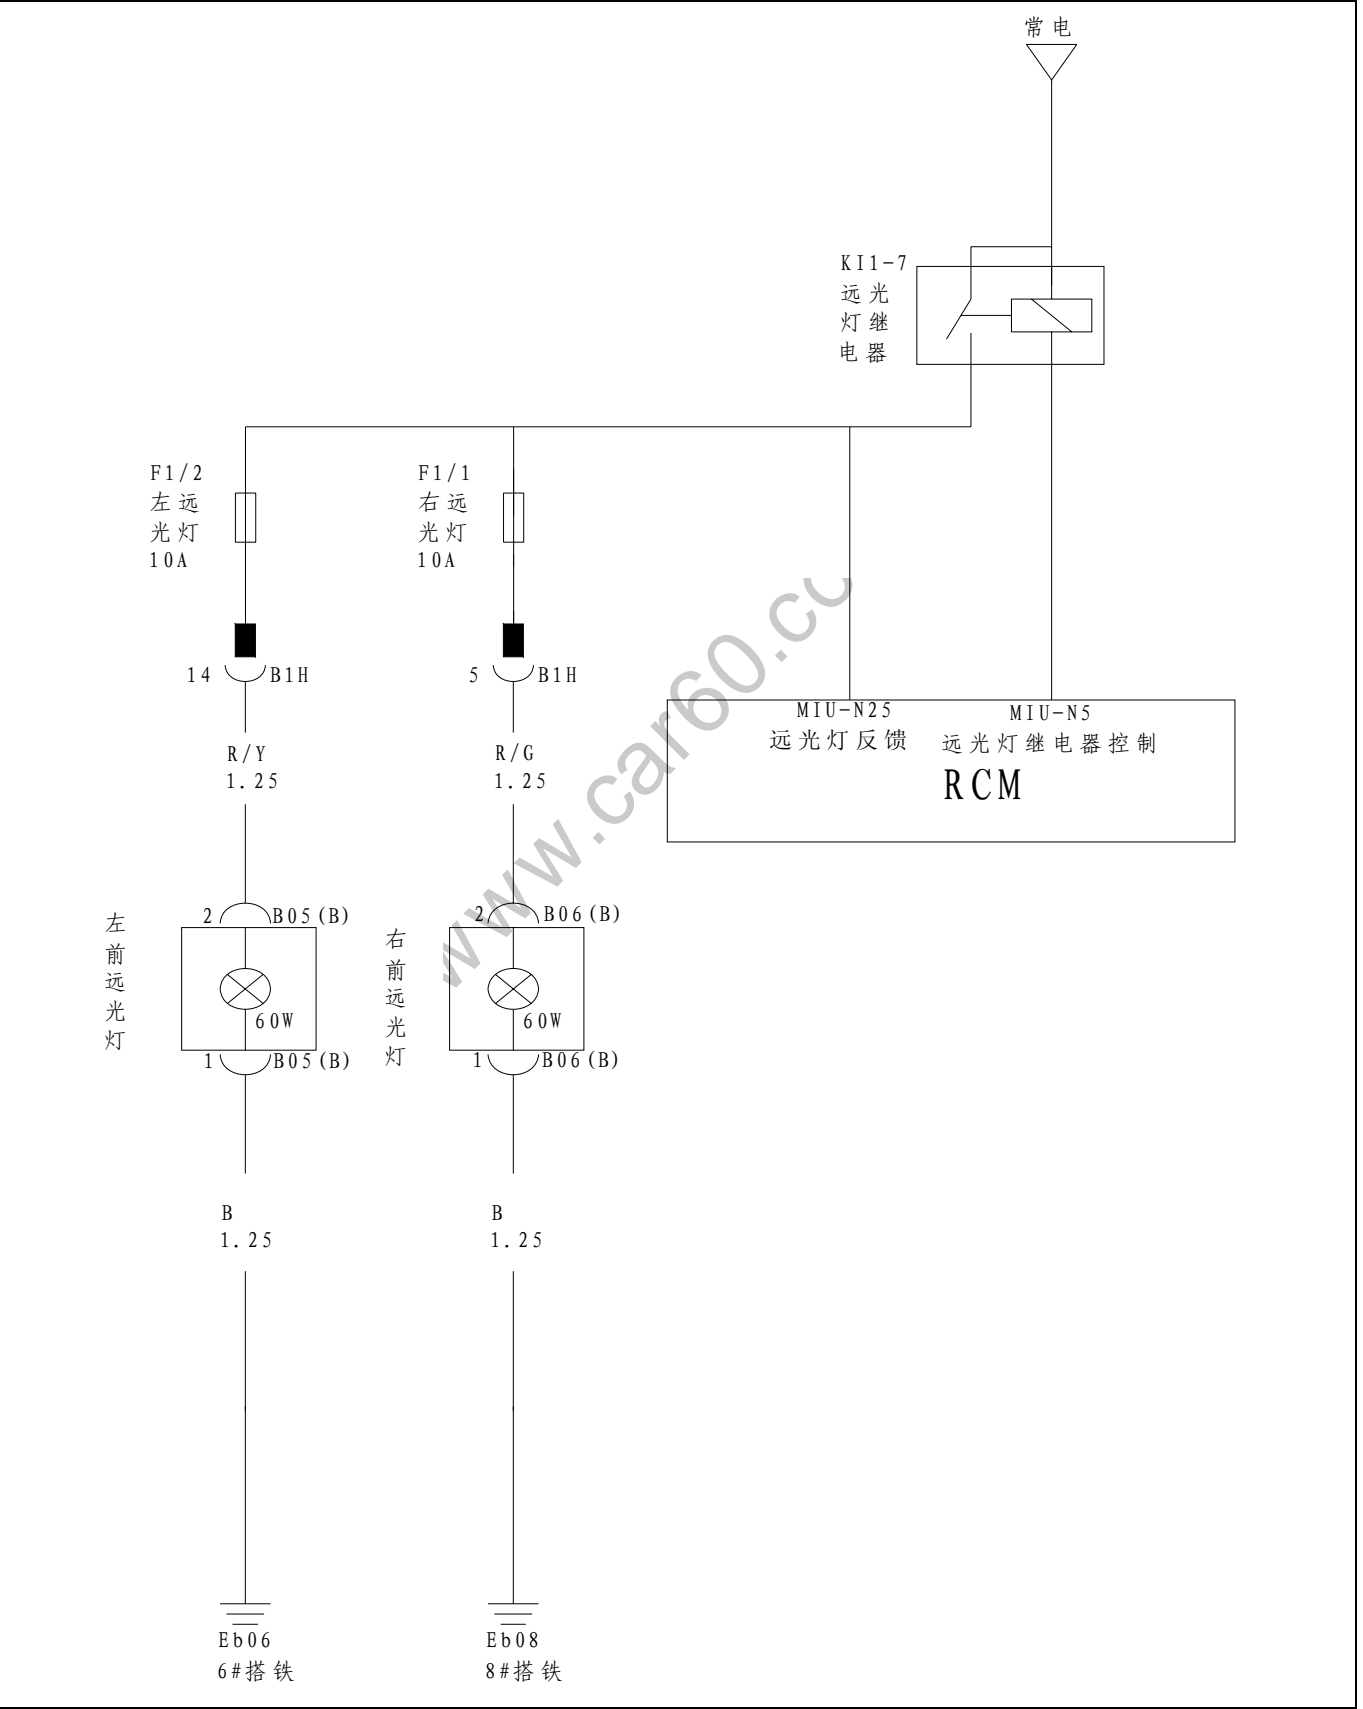 常电
KI1-7
远光
灯继
电器
F1/2
左远
光灯
10A
F1/1
右远
光灯
10A
14
B1H
5
B1H
R/Y
1.25
R/G
1.25
MIU-N25
远光灯反馈
MIU-N5
远光灯继电器控制
RCM
www.car60.co
左前远光灯
2
B05(B)
60W
1
B05(B)
右前远光灯
2
B06(B)
60W
1
B06(B)
B
1.25
B
1.25
Eb06
6#搭铁
Eb08
8#搭铁